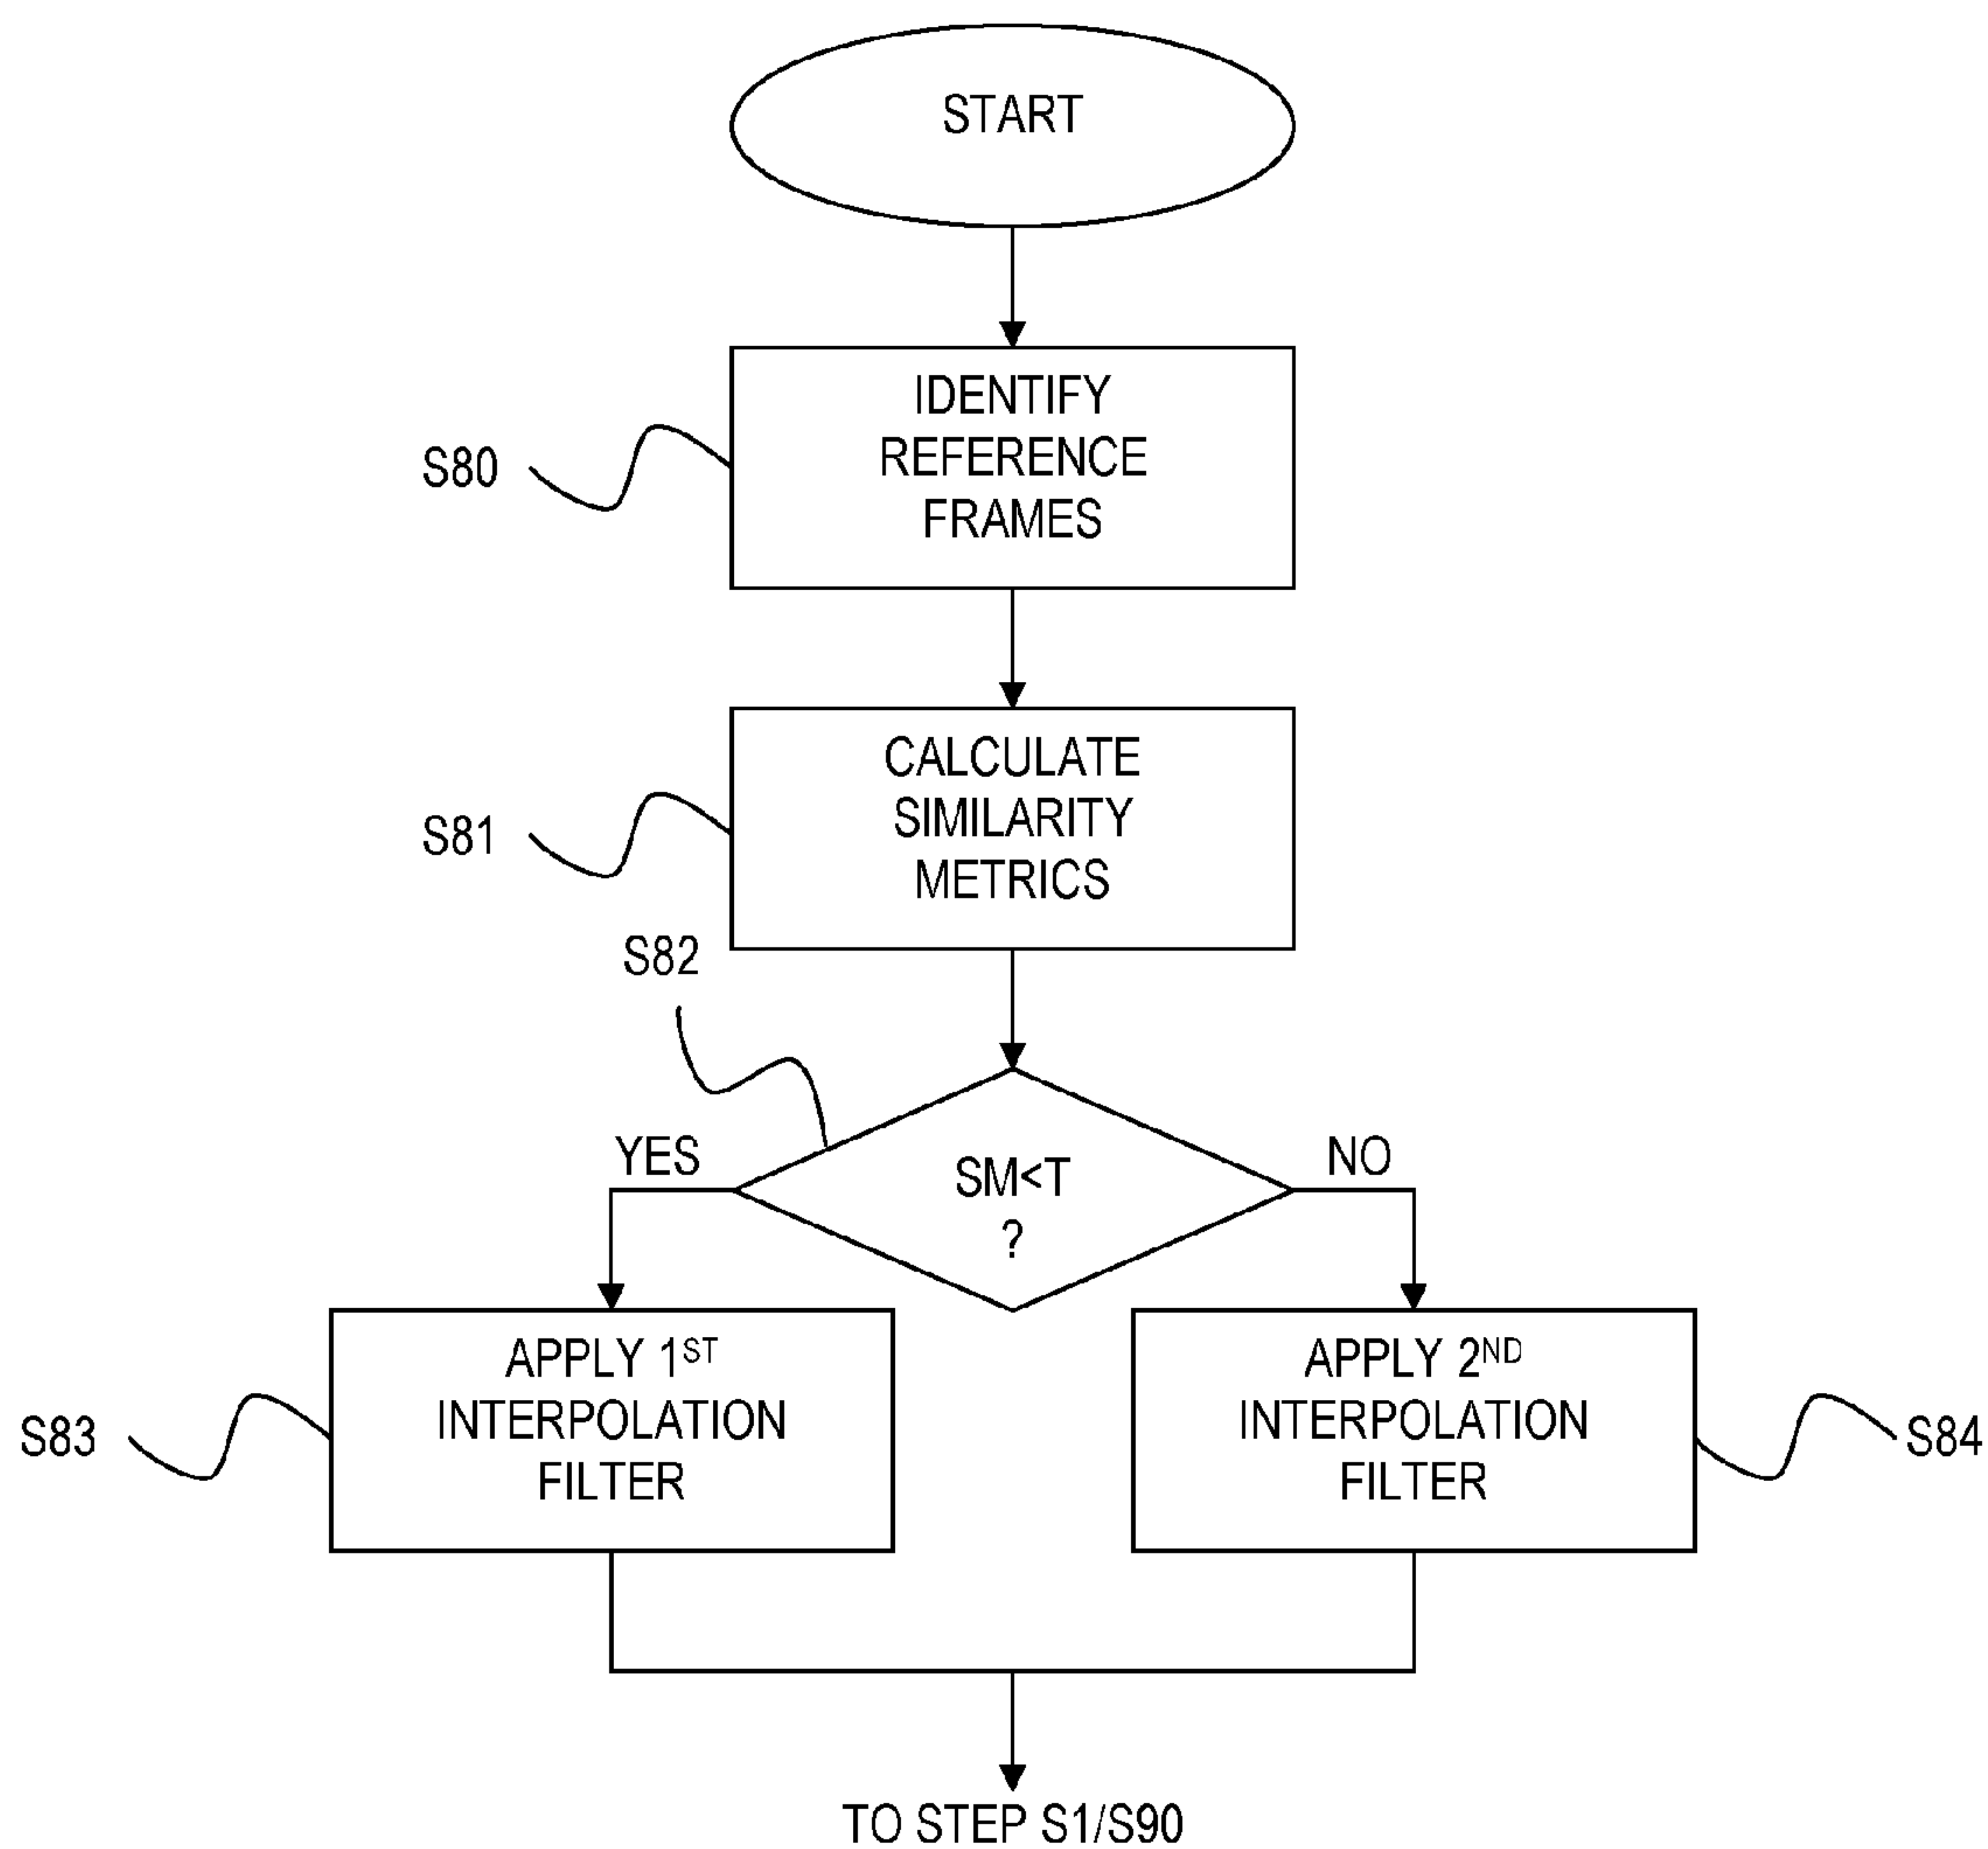 START
IDENTIFY
REFERENCE
FRAMES
S80
CALCULATE
SIMILARITY
METRICS
S81
S82
YES
SM<T
?
NO
APPLY 1ST
INTERPOLATION
FILTER
S83
APPLY 2ND
INTERPOLATION
FILTER
S84
TO STEP S1/S90